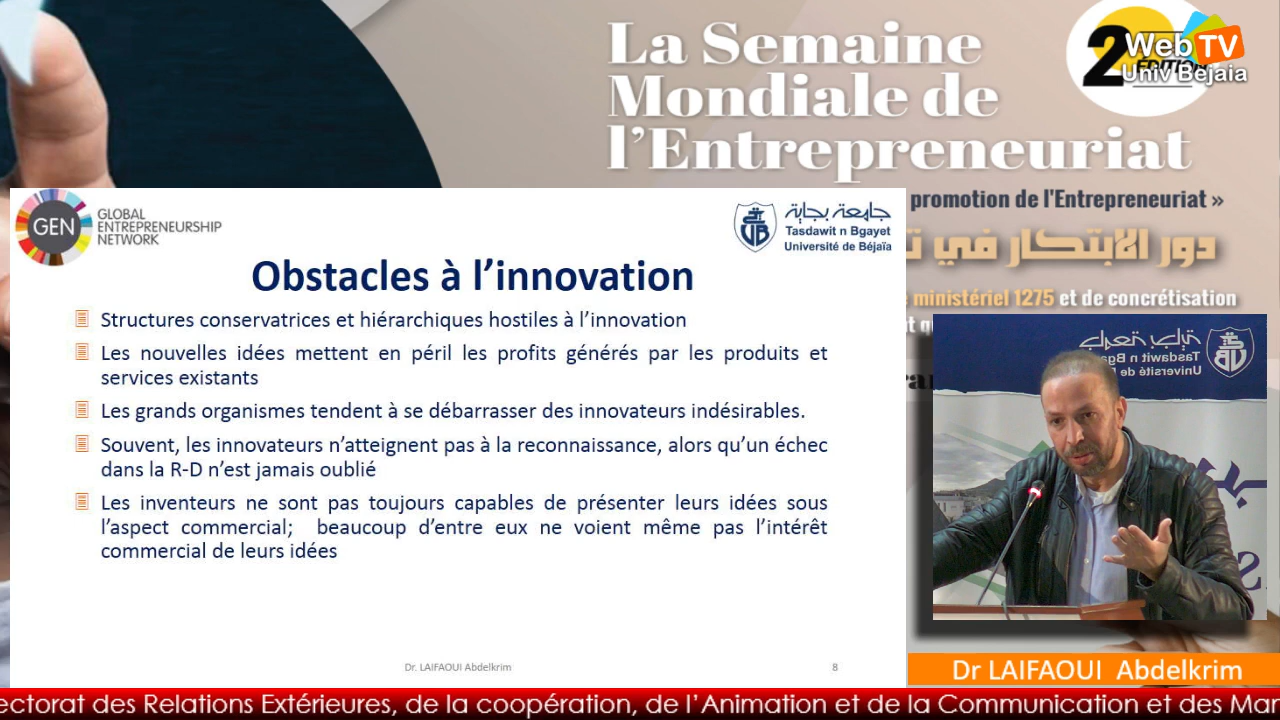 La Semaine
Mondiale de
l'Entrepreneuriat
2
ÉDITION
Web TV
Univ Bejaia
promotion de l'Entrepreneuriat »
دور الابتكار في
ministériel 1275 et de concrétisation
GEN
GLOBAL
ENTREPRENEURSHIP
NETWORK
جامعة بجاية
Tasdawit n Bgayet
Université de Béjaïa
Obstacles à l'innovation
Structures conservatrices et hiérarchiques hostiles à l'innovation
Les nouvelles idées mettent en péril les profits générés par les produits et
services existants
Les grands organismes tendent à se débarrasser des innovateurs indésirables.
Souvent, les innovateurs n'atteignent pas à la reconnaissance, alors qu'un échec
dans la R-D n'est jamais oublié
Les inventeurs ne sont pas toujours capables de présenter leurs idées sous
l'aspect commercial; beaucoup d'entre eux ne voient même pas l'intérêt
commercial de leurs idées
Dr. LAIFAOUI Abdelkrim
8
Tasdawit n Bga
Université de
Dr LAIFAOUI Abdelkrim
ectorat des Relations Extérieures, de la coopération, de l'Animation et de la Communication et des Man